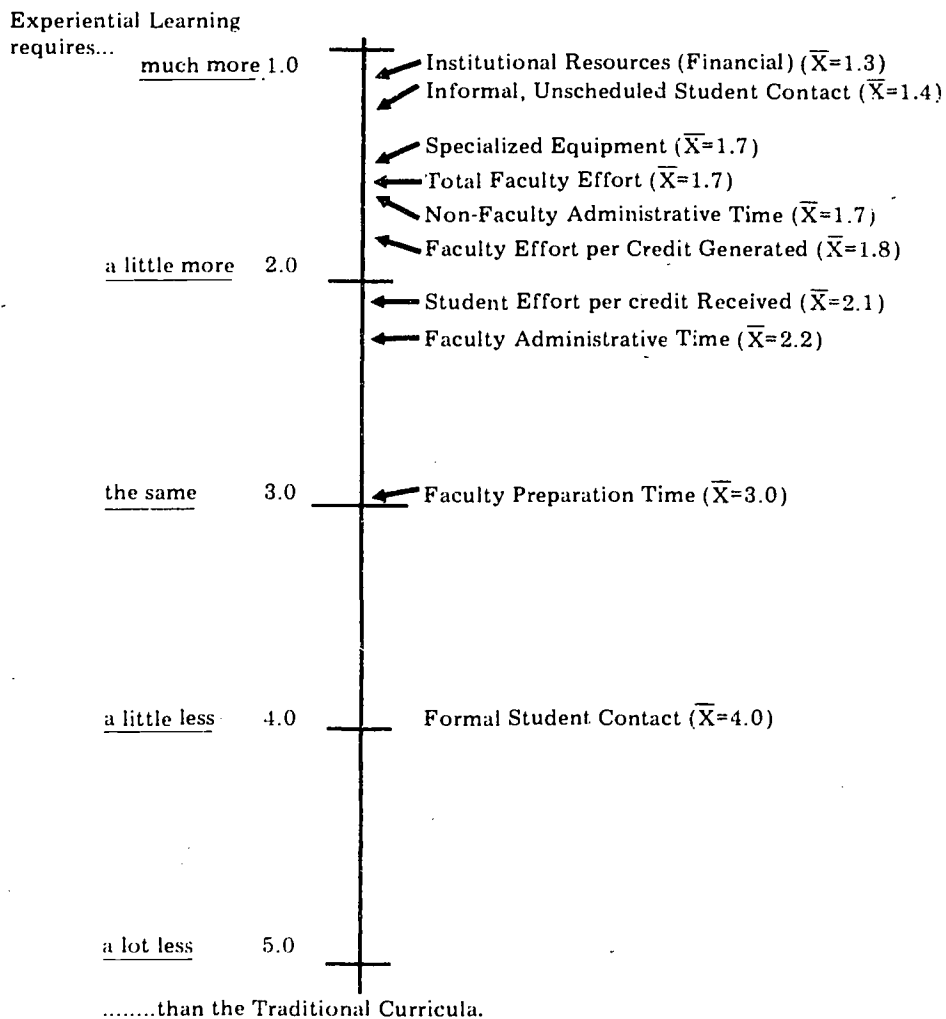 Experiential Learning
requires...
much more 1.0
Institutional Resources (Financial) (X̅=1.3)
Informal, Unscheduled Student Contact (X̅=1.4)
Specialized Equipment (X̅=1.7)
Total Faculty Effort (X̅=1.7)
Non-Faculty Administrative Time (X̅=1.7)
Faculty Effort per Credit Generated (X̅=1.8)
a little more 2.0
Student Effort per credit Received (X̅=2.1)
Faculty Administrative Time (X̅=2.2)
the same 3.0
Faculty Preparation Time (X̅=3.0)
a little less 4.0
Formal Student Contact (X̅=4.0)
a lot less 5.0
........than the Traditional Curricula.